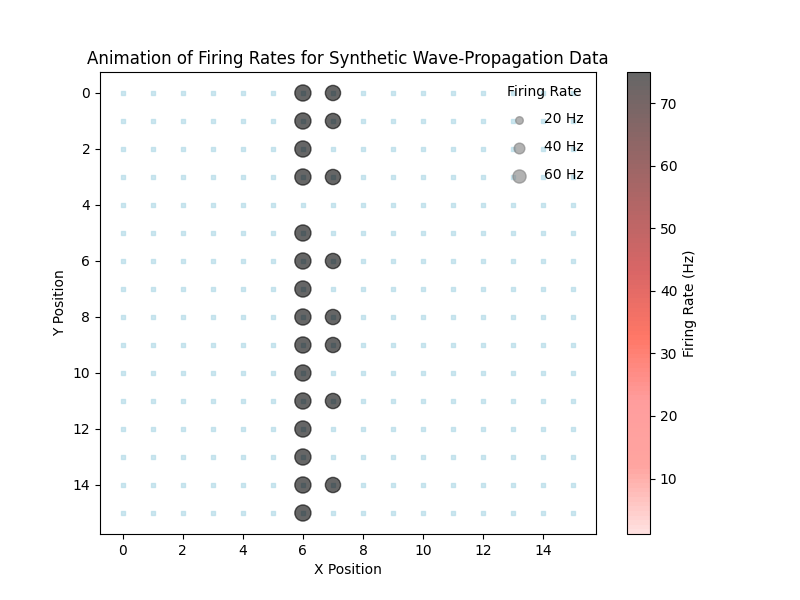 Animation of Firing Rates for Synthetic Wave-Propagation Data
Firing Rate
20 Hz
40 Hz
60 Hz
0
2
4
6
8
10
12
14
Y Position
0 2 4 6 8 10 12 14
X Position
70
60
50
40
30
20
10
Firing Rate (Hz)